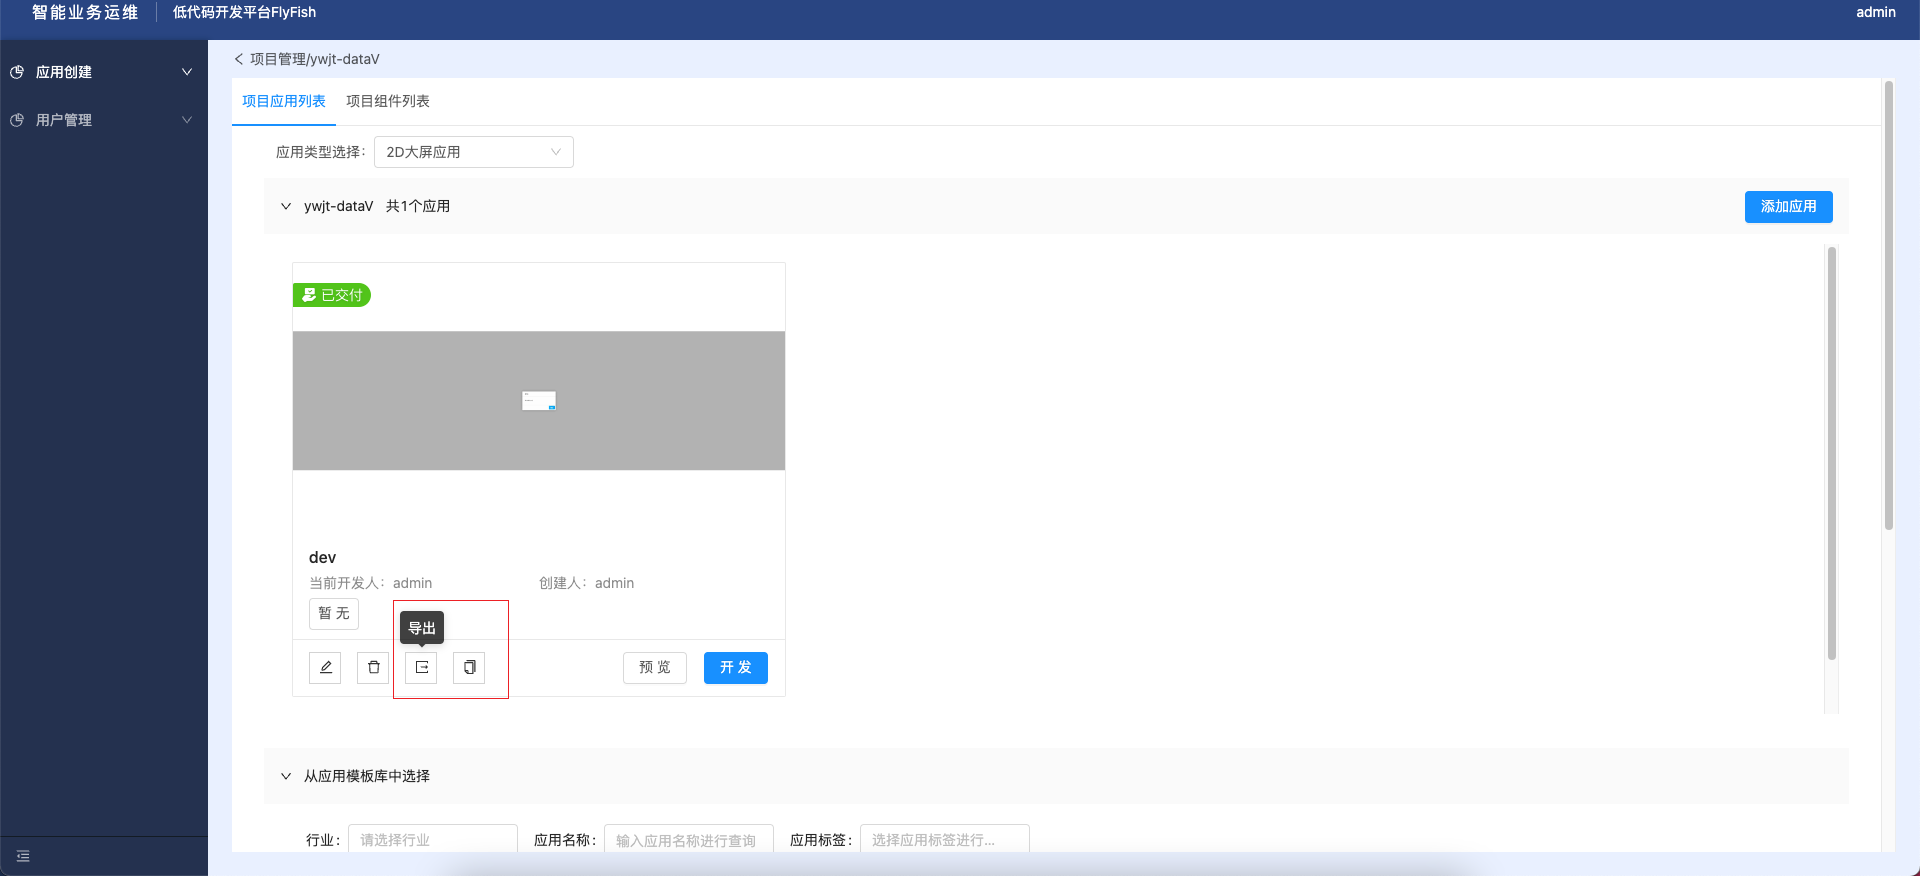 智能业务运维 低代码开发平台FlyFish admin
应用创建
用户管理
项目管理/ywjt-dataV
项目应用列表 项目组件列表
应用类型选择： 2D大屏应用
ywjt-dataV 共1个应用 添加应用
已交付
dev
当前开发人：admin 创建人：admin
暂 无
导出
预 览 开 发
从应用模板库中选择
行业： 请选择行业 应用名称： 输入应用名称进行查询 应用标签： 选择应用标签进行...